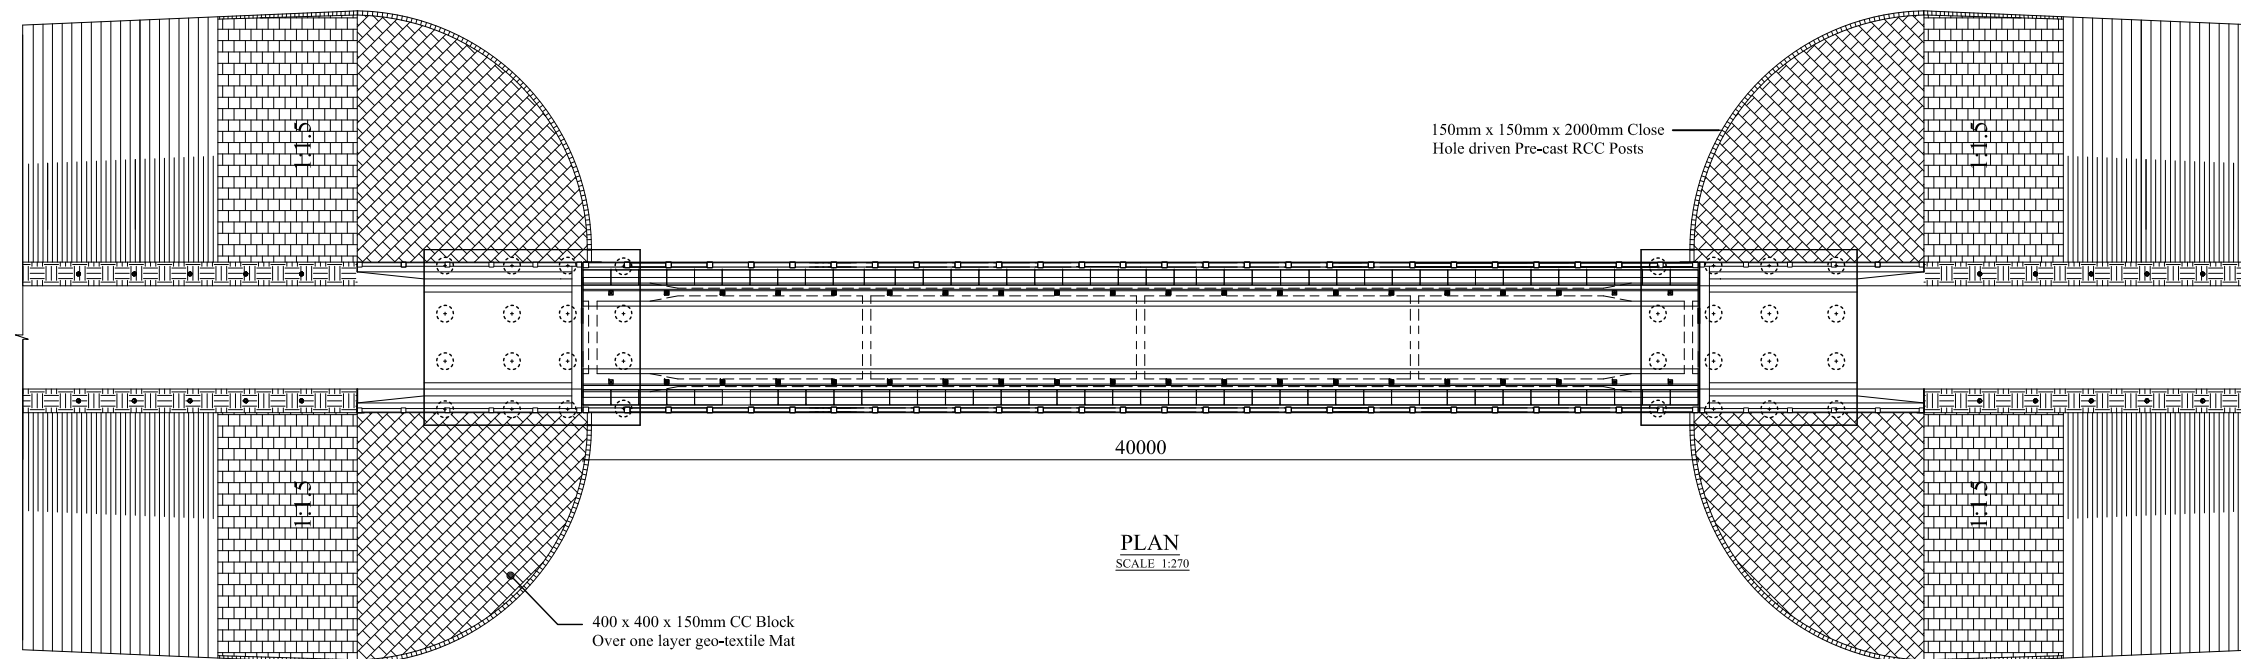 1:1.5
1:1.5
150mm x 150mm x 2000mm Close
Hole driven Pre-cast RCC Posts
40000
1:1.5
1:1.5
PLAN
SCALE 1:270
400 x 400 x 150mm CC Block
Over one layer geo-textile Mat